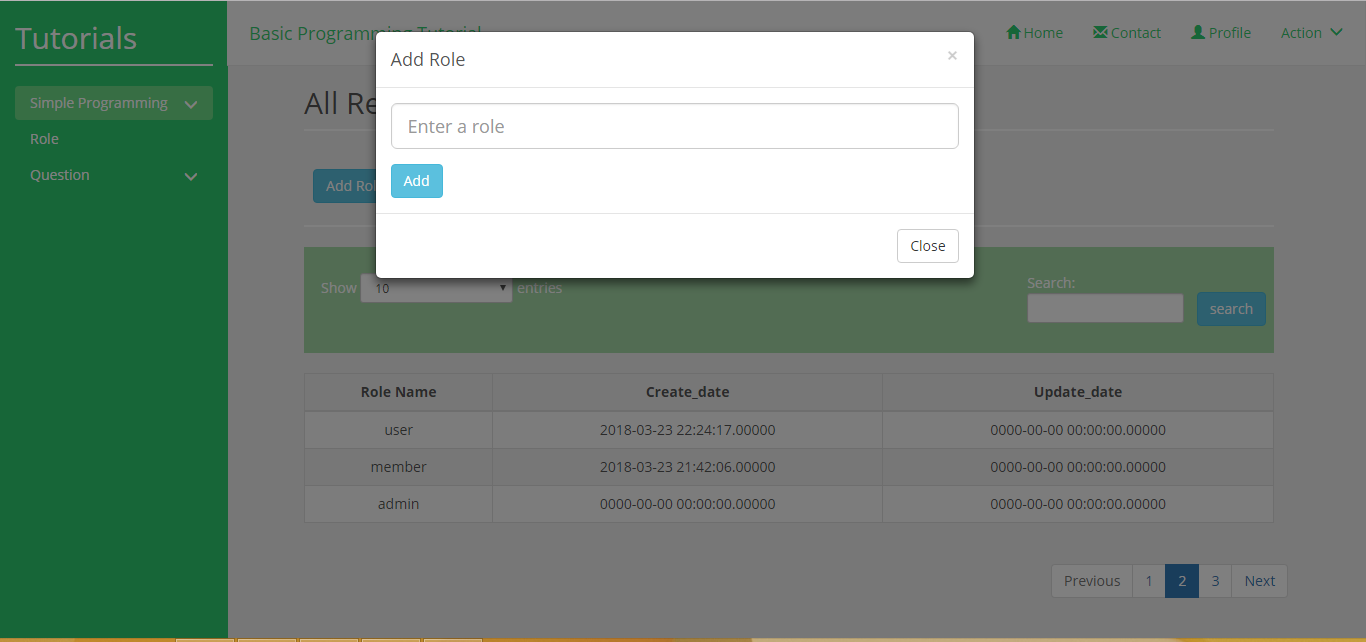 Tutorials
Simple Programming
Role
Question
Basic Programming Tutorial
Home
Contact
Profile
Action
Add Role
×
Enter a role
Add
Close
All Re
Add Rol
Show 10 entries
Search:
search
Role Name Create_date Update_date
user 2018-03-23 22:24:17.00000 0000-00-00 00:00:00.00000
member 2018-03-23 21:42:06.00000 0000-00-00 00:00:00.00000
admin 0000-00-00 00:00:00.00000 0000-00-00 00:00:00.00000
Previous 1 2 3 Next